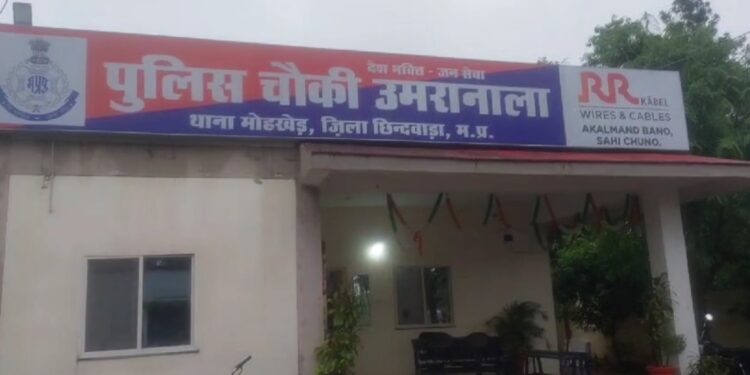 देश भक्ति - जन सेवा
पुलिस चौकी उमरानाला
थाना मोहखेड़, ज़िला छिन्दवाड़ा, म.प्र.
RR
KABEL
WIRES & CABLES
AKALMAND BANO,
SAHI CHUNO.